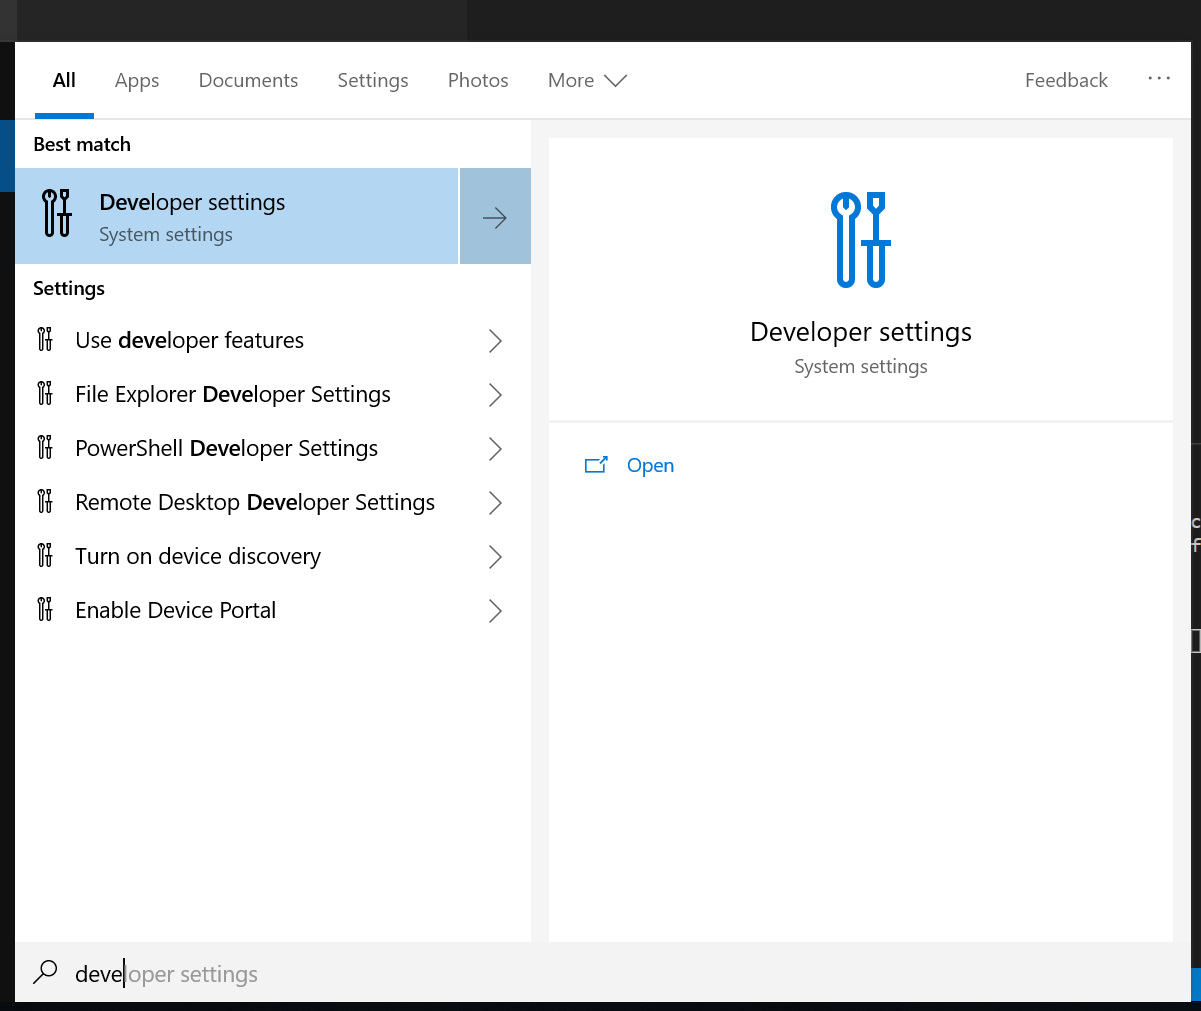 All Apps Documents Settings Photos More Feedback ...
Best match
Developer settings
System settings
Settings
Use developer features
File Explorer Developer Settings
PowerShell Developer Settings
Remote Desktop Developer Settings
Turn on device discovery
Enable Device Portal
Developer settings
System settings
Open
c
f
developer settings